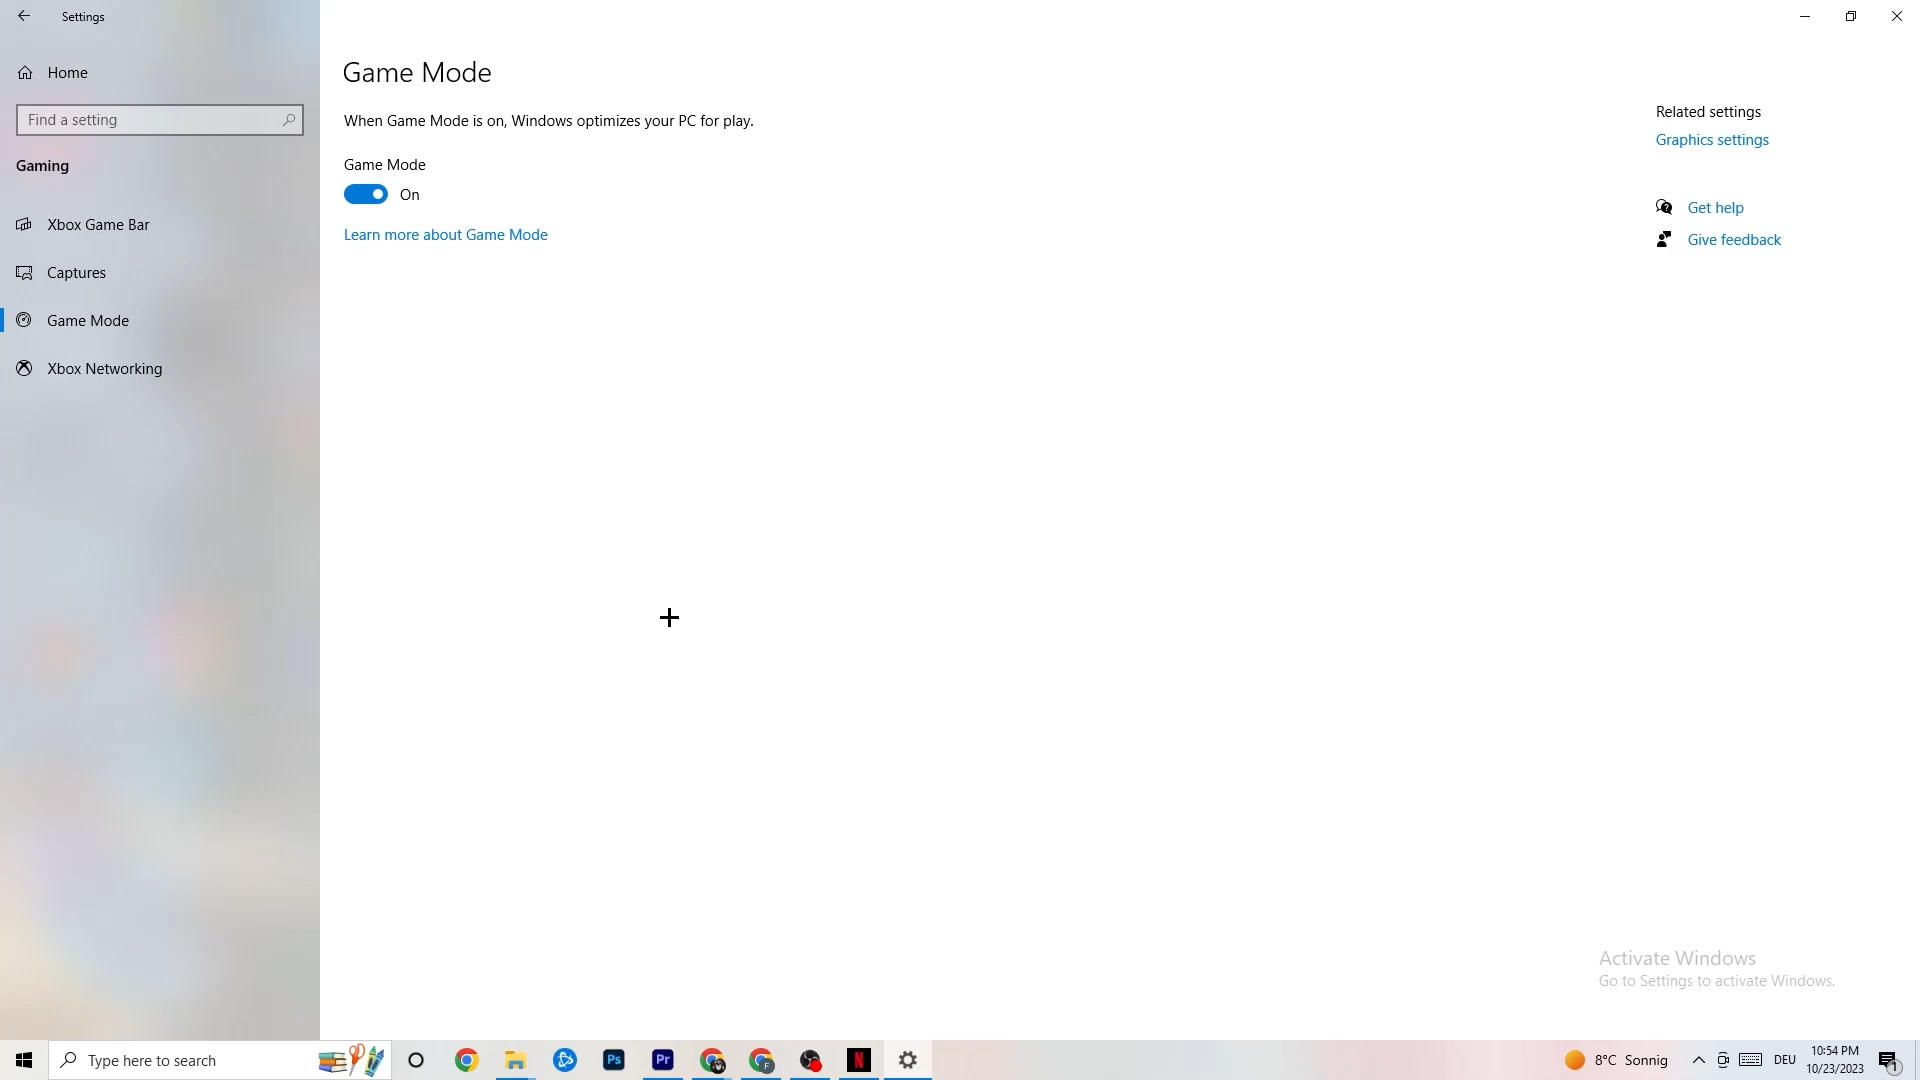 Settings
Home
Find a setting
Gaming
Xbox Game Bar
Captures
Game Mode
Xbox Networking
Game Mode
When Game Mode is on, Windows optimizes your PC for play.
Game Mode
On
Learn more about Game Mode
Related settings
Graphics settings
Get help
Give feedback
Activate Windows
Go to Settings to activate Windows.
Type here to search
Ps
Pr
F
N
8°C Sonnig
DEU
10:54 PM
10/23/2023
1